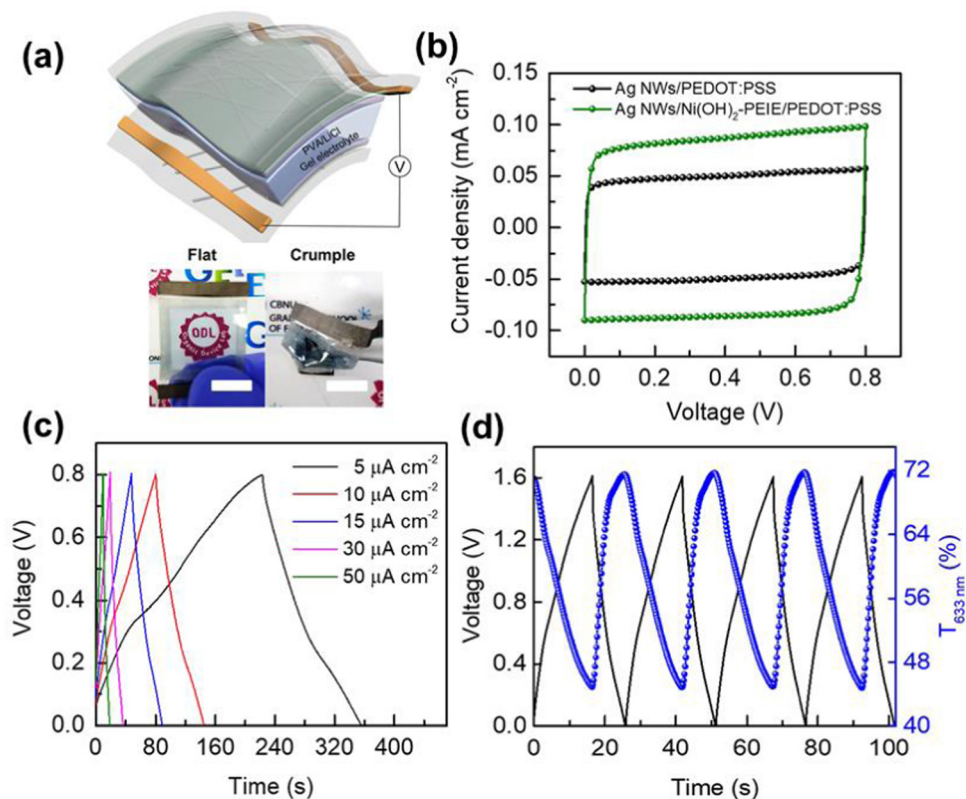 (a)
PVA/LiCl
Gel electrolyte
V
Flat
Crumple
ODL
Organic Device Lab
CBNU
(b)
Ag NWs/PEDOT:PSS
Ag NWs/Ni(OH)₂-PEIE/PEDOT:PSS
Current density (mA cm⁻²)
0.15
0.10
0.05
0.00
-0.05
-0.10
0.0 0.2 0.4 0.6 0.8
Voltage (V)
(c)
5 μA cm⁻²
10 μA cm⁻²
15 μA cm⁻²
30 μA cm⁻²
50 μA cm⁻²
Voltage (V)
0.8
0.6
0.4
0.2
0.0
0 80 160 240 320 400
Time (s)
(d)
Voltage (V)
1.6
1.2
0.8
0.4
0.0
72
64
56
48
40
T₆₃₃ ₙₘ (%)
0 20 40 60 80 100
Time (s)